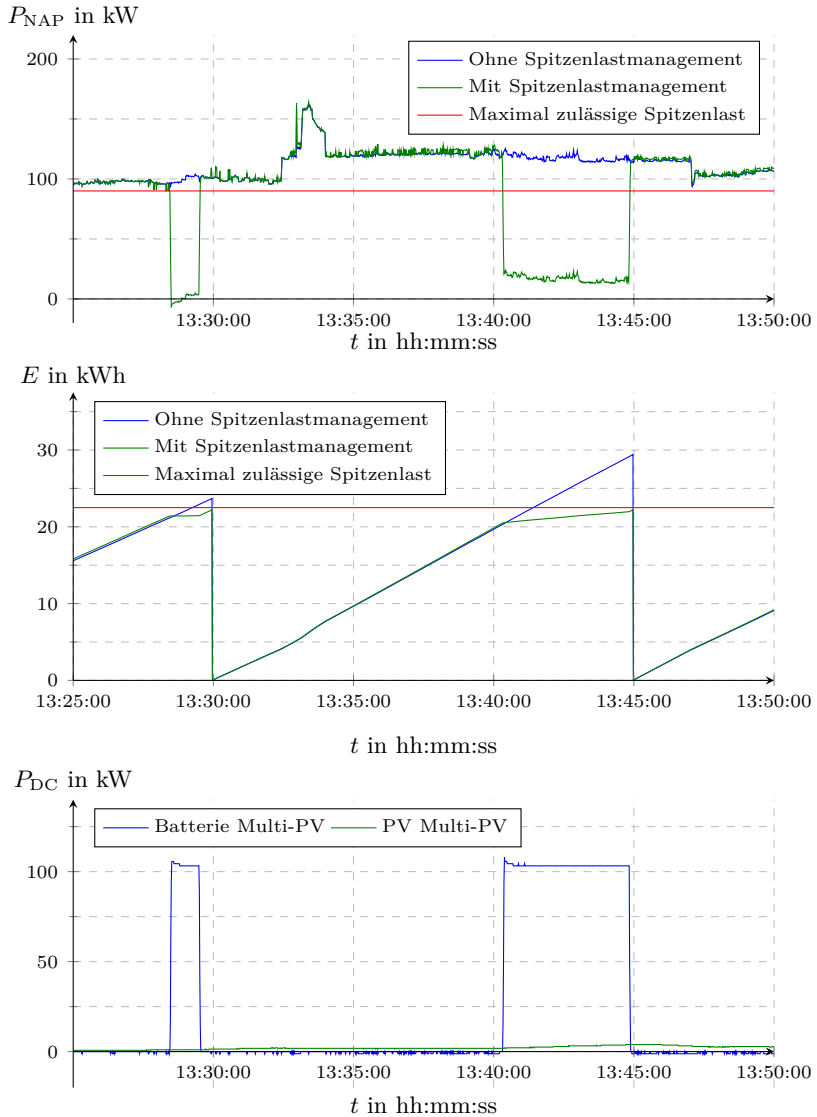 P_NAP in kW
200
Ohne Spitzenlastmanagement
Mit Spitzenlastmanagement
Maximal zulässige Spitzenlast
100
0
13:30:00 13:35:00 13:40:00 13:45:00 13:50:00
t in hh:mm:ss
E in kWh
Ohne Spitzenlastmanagement
30
Mit Spitzenlastmanagement
Maximal zulässige Spitzenlast
20
10
0
13:25:00 13:30:00 13:35:00 13:40:00 13:45:00 13:50:00
t in hh:mm:ss
P_DC in kW
Batterie Multi-PV PV Multi-PV
100
50
0
13:30:00 13:35:00 13:40:00 13:45:00 13:50:00
t in hh:mm:ss